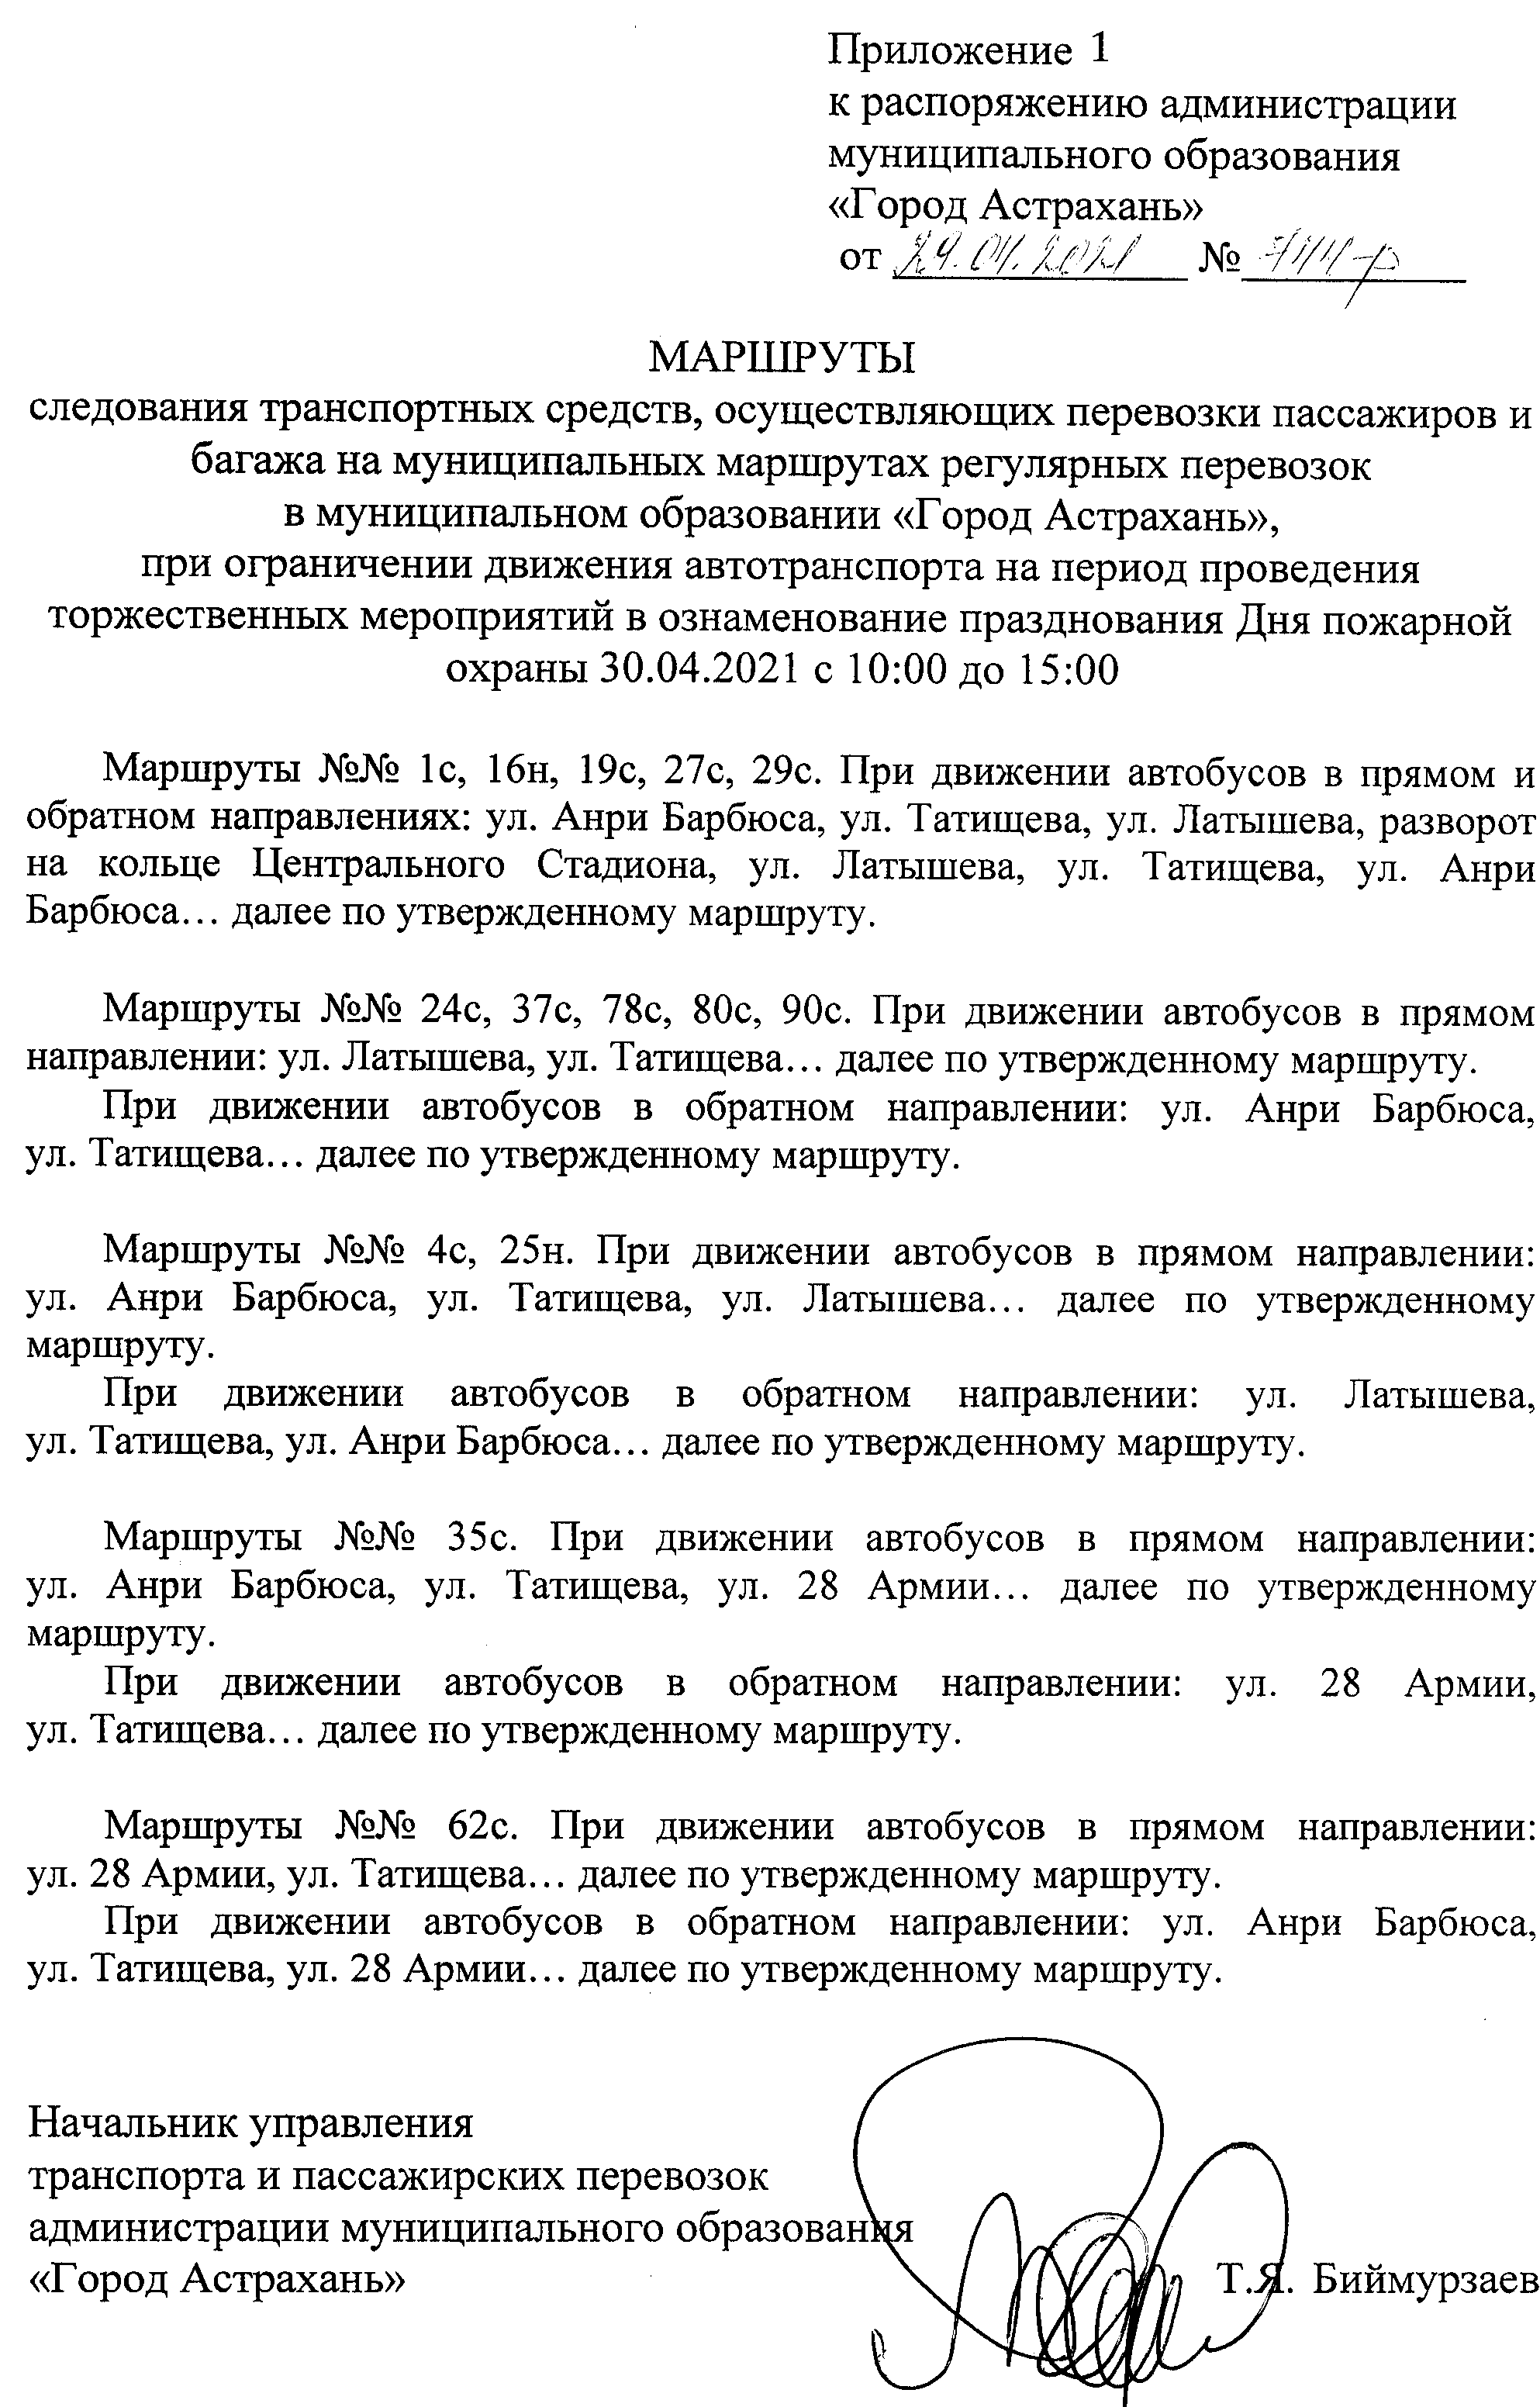 Приложение 1
к распоряжению администрации
муниципального образования
«Город Астрахань»
от 29.04.2021 №
МАРШРУТЫ
следования транспортных средств, осуществляющих перевозки пассажиров и
багажа на муниципальных маршрутах регулярных перевозок
в муниципальном образовании «Город Астрахань»,
при ограничении движения автотранспорта на период проведения
торжественных мероприятий в ознаменование празднования Дня пожарной
охраны 30.04.2021 с 10:00 до 15:00
Маршруты №№ 1с, 16н, 19с, 27с, 29с. При движении автобусов в прямом и
обратном направлениях: ул. Анри Барбюса, ул. Татищева, ул. Латышева, разворот
на кольце Центрального Стадиона, ул. Латышева, ул. Татищева, ул. Анри
Барбюса… далее по утвержденному маршруту.
Маршруты №№ 24с, 37с, 78с, 80с, 90с. При движении автобусов в прямом
направлении: ул. Латышева, ул. Татищева… далее по утвержденному маршруту.
При движении автобусов в обратном направлении: ул. Анри Барбюса,
ул. Татищева… далее по утвержденному маршруту.
Маршруты №№ 4с, 25н. При движении автобусов в прямом направлении:
ул. Анри Барбюса, ул. Татищева, ул. Латышева… далее по утвержденному
маршруту.
При движении автобусов в обратном направлении: ул. Латышева,
ул. Татищева, ул. Анри Барбюса… далее по утвержденному маршруту.
Маршруты №№ 35с. При движении автобусов в прямом направлении:
ул. Анри Барбюса, ул. Татищева, ул. 28 Армии… далее по утвержденному
маршруту.
При движении автобусов в обратном направлении: ул. 28 Армии,
ул. Татищева… далее по утвержденному маршруту.
Маршруты №№ 62с. При движении автобусов в прямом направлении:
ул. 28 Армии, ул. Татищева… далее по утвержденному маршруту.
При движении автобусов в обратном направлении: ул. Анри Барбюса,
ул. Татищева, ул. 28 Армии… далее по утвержденному маршруту.
Начальник управления
транспорта и пассажирских перевозок
администрации муниципального образования
«Город Астрахань» Т.Я. Биймурзаев